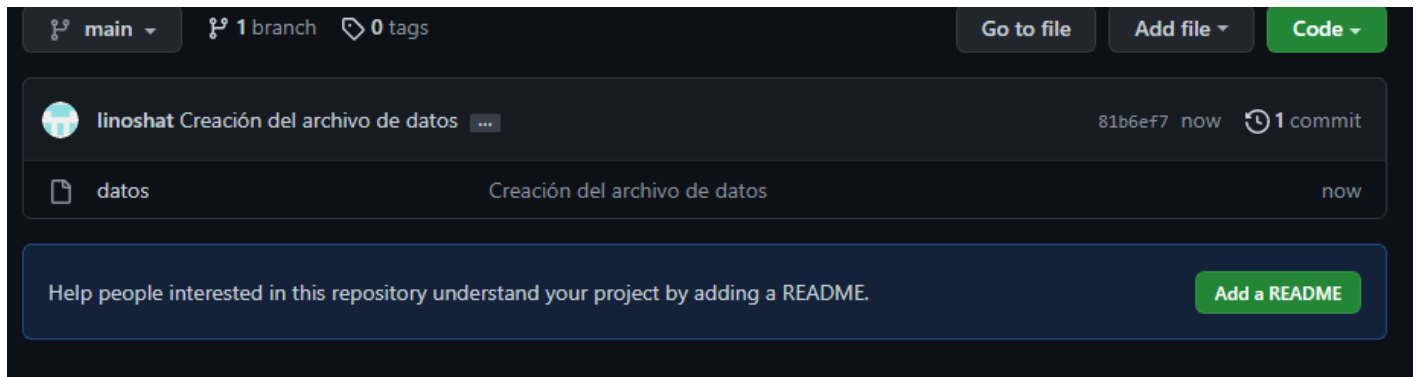 main 1 branch 0 tags Go to file Add file Code
linoshat Creación del archivo de datos ... 81b6ef7 now 1 commit
datos Creación del archivo de datos now
Help people interested in this repository understand your project by adding a README. Add a README